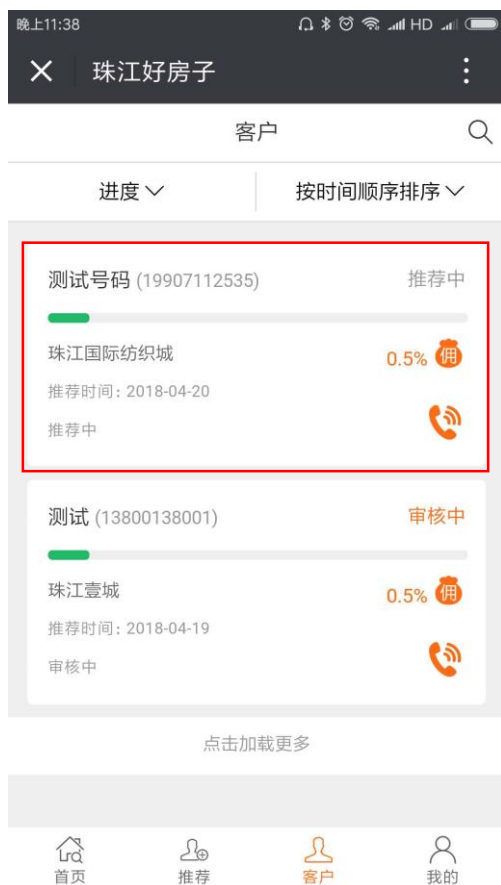 晚上11:38 HD
珠江好房子
客户
进度 按时间顺序排序
测试号码 (19907112535) 推荐中
珠江国际纺织城
0.5% 佣
推荐时间：2018-04-20
推荐中
测试 (13800138001) 审核中
珠江壹城
0.5% 佣
推荐时间：2018-04-19
审核中
点击加载更多
首页 推荐 客户 我的